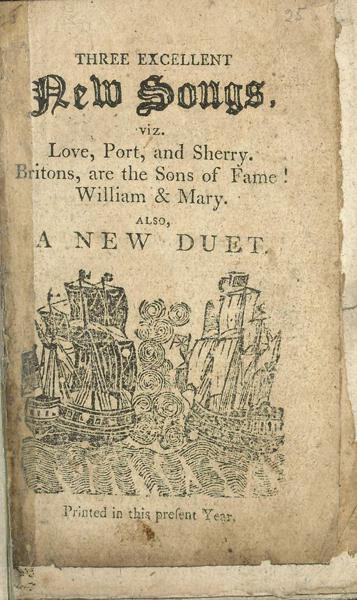 25
THREE EXCELLENT
New Songs.
viz.
Love, Port, and Sherry.
Britons, are the Sons of Fame!
William & Mary.
ALSO,
A NEW DUET.
Printed in this preſent Year.